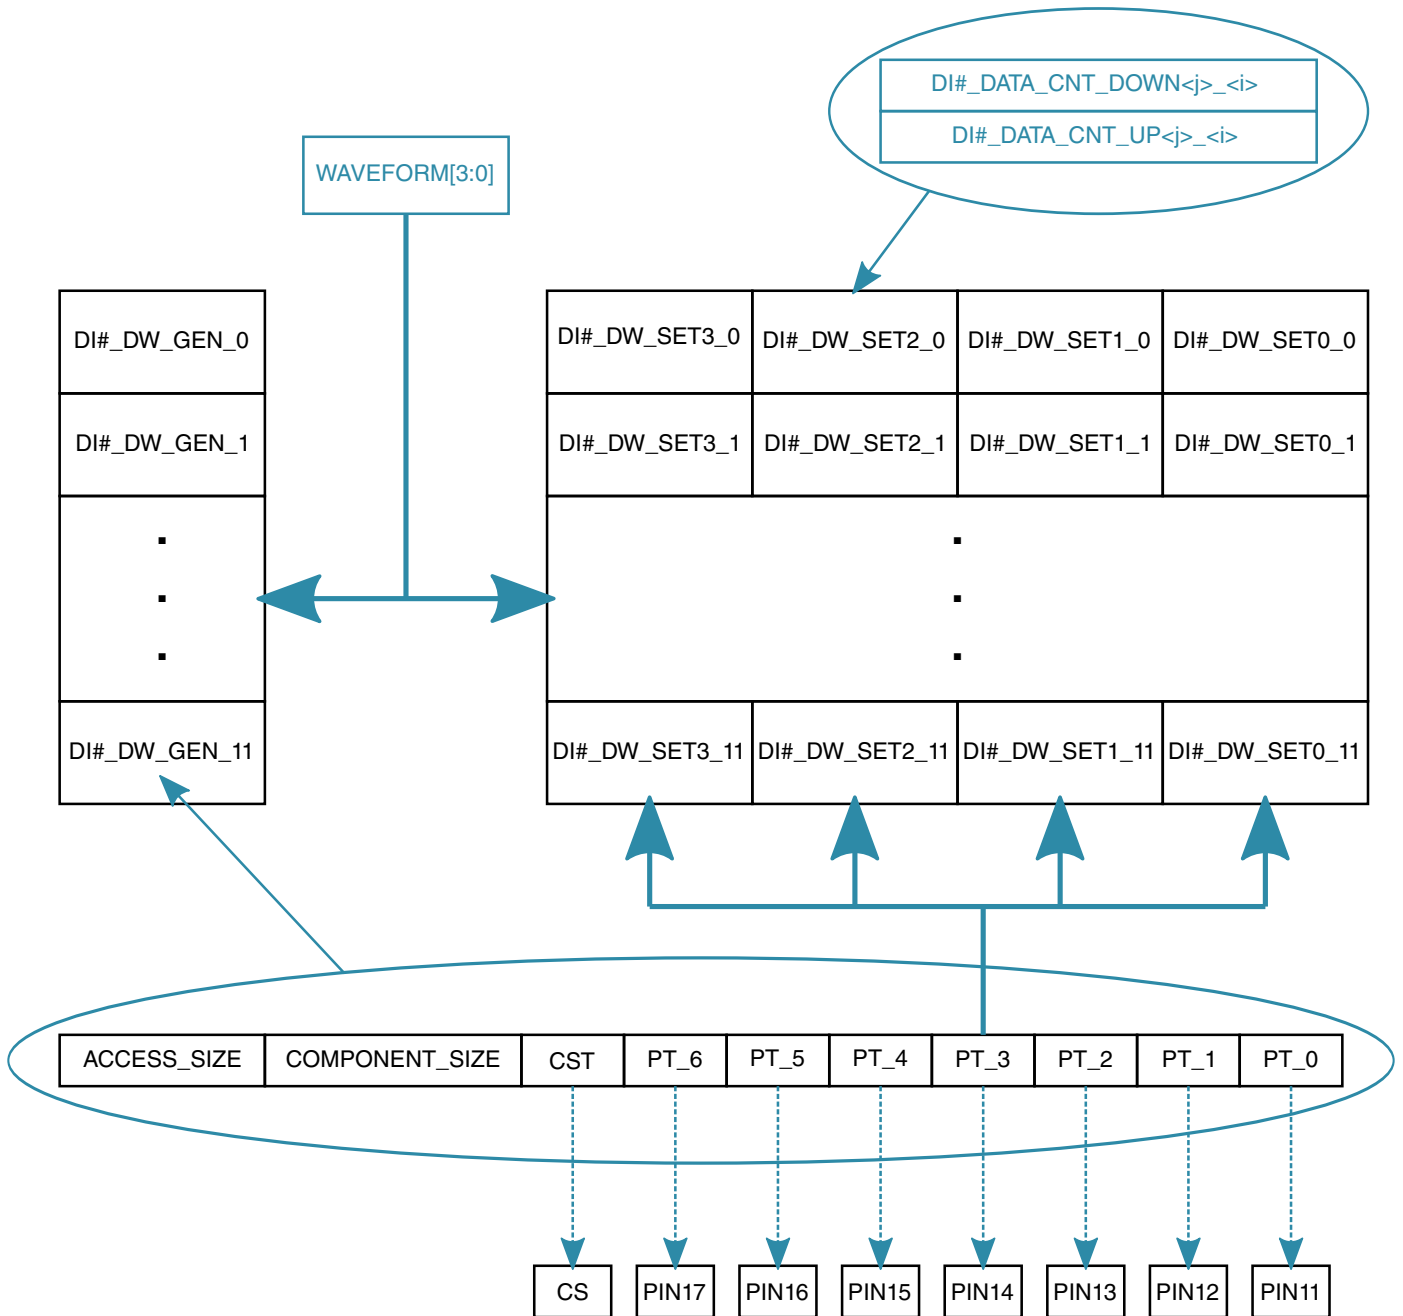 DI#_DATA_CNT_DOWN<j>_<i>
DI#_DATA_CNT_UP<j>_<i>
WAVEFORM[3:0]
DI#_DW_GEN_0
DI#_DW_SET3_0
DI#_DW_SET2_0
DI#_DW_SET1_0
DI#_DW_SET0_0
DI#_DW_GEN_1
DI#_DW_SET3_1
DI#_DW_SET2_1
DI#_DW_SET1_1
DI#_DW_SET0_1
DI#_DW_GEN_11
DI#_DW_SET3_11
DI#_DW_SET2_11
DI#_DW_SET1_11
DI#_DW_SET0_11
ACCESS_SIZE
COMPONENT_SIZE
CST
PT_6
PT_5
PT_4
PT_3
PT_2
PT_1
PT_0
CS
PIN17
PIN16
PIN15
PIN14
PIN13
PIN12
PIN11